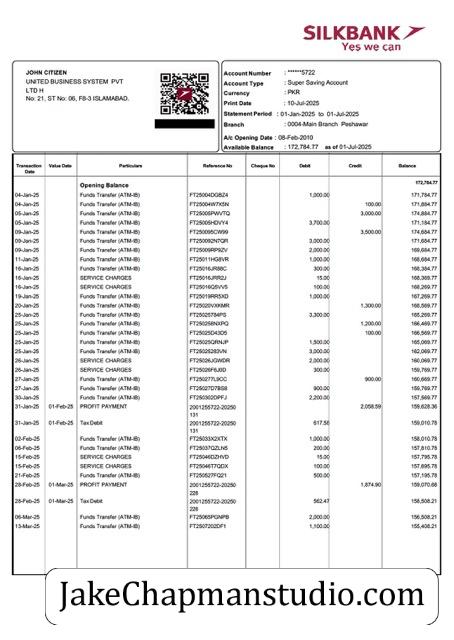 SILKBANK
Yes we can
JOHN CITIZEN
UNITED BUSINESS SYSTEM PVT
LTD H
No. 21, ST No: 06, F8-3 ISLAMABAD.
Account Number : *****5722
Account Type : Super Saving Account
Currency : PKR
Print Date : 10-Jul-2025
Statement Period : 01-Jan-2025 to 01-Jul-2025
Branch : 0004-Main Branch Peshawar
A/c Opening Date : 08-Feb-2010
Available Balance : 172,784.77 as of 01-Jul-2025
Transaction Date Value Date Particulars Reference No Cheque No Debit Credit Balance
Opening Balance 172,784.77
04-Jan-25 Funds Transfer (ATM-IB) FT25004DGBZ4 1,000.00 171,784.77
04-Jan-25 Funds Transfer (ATM-IB) FT25004W7X5N 100.00 171,884.77
05-Jan-25 Funds Transfer (ATM-IB) FT25005PWVTQ 3,000.00 174,884.77
05-Jan-25 Funds Transfer (ATM-IB) FT25005HDVY4 3,700.00 171,184.77
09-Jan-25 Funds Transfer (ATM-IB) FT250095CW99 3,500.00 174,684.77
09-Jan-25 Funds Transfer (ATM-IB) FT250092N7QR 3,000.00 171,684.77
09-Jan-25 Funds Transfer (ATM-IB) FT25009RP9ZV 2,000.00 169,684.77
11-Jan-25 Funds Transfer (ATM-IB) FT25011HG8VR 1,000.00 168,684.77
16-Jan-25 Funds Transfer (ATM-IB) FT25016JR88C 300.00 168,384.77
16-Jan-25 SERVICE CHARGES FT25016JRR2J 15.00 168,369.77
16-Jan-25 SERVICE CHARGES FT25016Q5VV5 100.00 168,269.77
19-Jan-25 Funds Transfer (ATM-IB) FT25019RR5XD 1,000.00 167,269.77
20-Jan-25 Funds Transfer (ATM-IB) FT25020VXKMR 1,300.00 168,569.77
25-Jan-25 Funds Transfer (ATM-IB) FT25025784PS 3,300.00 165,269.77
25-Jan-25 Funds Transfer (ATM-IB) FT250258NXPQ 1,200.00 166,469.77
25-Jan-25 Funds Transfer (ATM-IB) FT25025D43D5 100.00 166,569.77
25-Jan-25 Funds Transfer (ATM-IB) FT25025QRNJP 1,500.00 165,069.77
25-Jan-25 Funds Transfer (ATM-IB) FT25025283VN 3,000.00 162,069.77
26-Jan-25 SERVICE CHARGES FT25026JGWDR 2,000.00 160,069.77
26-Jan-25 SERVICE CHARGES FT25026F6J0D 300.00 159,769.77
27-Jan-25 Funds Transfer (ATM-IB) FT250277L9CC 900.00 160,669.77
27-Jan-25 Funds Transfer (ATM-IB) FT25027D7BS8 900.00 159,769.77
30-Jan-25 Funds Transfer (ATM-IB) FT250302DPFJ 2,200.00 157,569.77
31-Jan-25 01-Feb-25 PROFIT PAYMENT 2001255722-20250 2,058.59 159,628.36
131
31-Jan-25 01-Feb-25 Tax Debit 2001255722-20250 617.58 159,010.78
131
02-Feb-25 Funds Transfer (ATM-IB) FT25033X2XTX 1,000.00 158,010.78
06-Feb-25 Funds Transfer (ATM-IB) FT25037QZLN5 200.00 157,810.78
15-Feb-25 SERVICE CHARGES FT25046DZHVD 15.00 157,795.78
15-Feb-25 SERVICE CHARGES FT25046T7QDX 100.00 157,695.78
21-Feb-25 Funds Transfer (ATM-IB) FT250527FQ21 500.00 157,195.78
28-Feb-25 01-Mar-25 PROFIT PAYMENT 2001255722-20250 1,874.90 159,070.68
228
28-Feb-25 01-Mar-25 Tax Debit 2001255722-20250 562.47 158,508.21
228
06-Mar-25 Funds Transfer (ATM-IB) FT25065PGNPB 2,000.00 156,508.21
13-Mar-25 Funds Transfer (ATM-IB) FT2507202DF1 1,100.00 155,408.21
JakeChapmanstudio.com